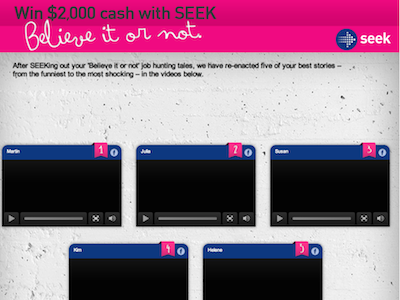 Win $2,000 cash with SEEK
Believe it or not.
seek
After SEEKing out your 'Believe it or not' job hunting tales, we have re-enacted five of your best stories –
from the funniest to the most shocking – in the videos below.
Martin 1 f
Julia 2 f
Susan 3 f
Kim 4 f
Helene 5 f